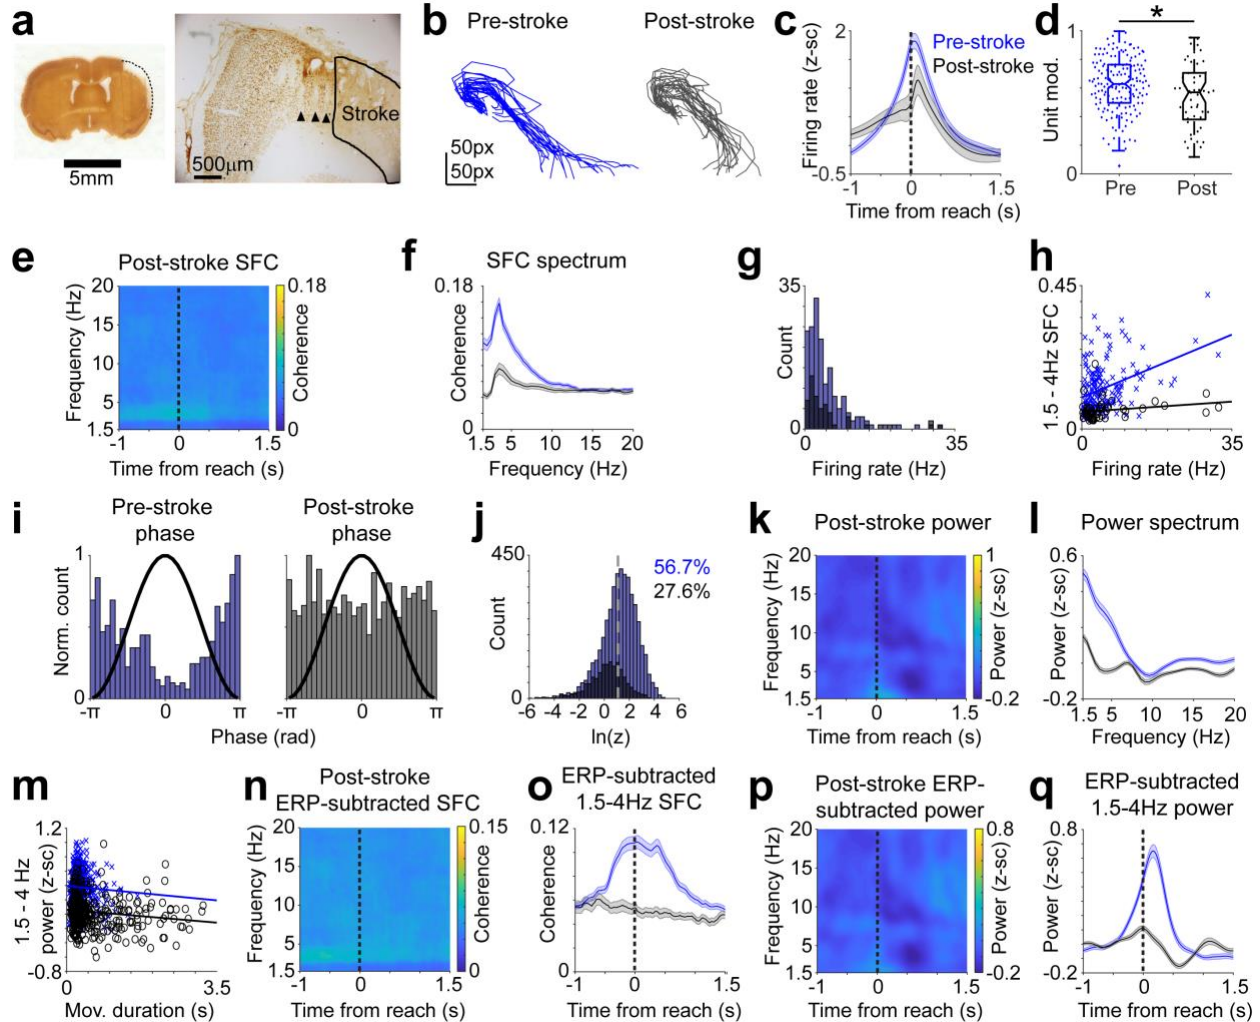 a
5mm
500μm
Stroke
b
Pre-stroke
Post-stroke
50px
50px
c
Firing rate (z-sc)
2
-0.5
-1
0
1.5
Time from reach (s)
Pre-stroke
Post-stroke
d
*
Unit mod.
1
0
Pre
Post
e
Post-stroke SFC
Frequency (Hz)
20
15
10
5
1.5
-1
0
1.5
Time from reach (s)
0.18
0
Coherence
f
SFC spectrum
Coherence
0.18
0
1.5
5
10
15
20
Frequency (Hz)
g
Count
35
0
0
35
Firing rate (Hz)
h
1.5 - 4Hz SFC
0.45
0
0
35
Firing rate (Hz)
i
Pre-stroke
phase
Post-stroke
phase
Norm. count
1
0
-π
0
π
-π
0
π
Phase (rad)
j
Count
450
0
56.7%
27.6%
-6
-4
-2
0
2
4
6
ln(z)
k
Post-stroke power
Frequency (Hz)
20
15
10
5
1.5
-1
0
1.5
Time from reach (s)
1
-0.2
Power (z-sc)
l
Power spectrum
Power (z-sc)
0.6
-0.2
1.5
5
10
15
20
Frequency (Hz)
m
1.5 - 4 Hz
power (z-sc)
1.2
-0.8
0
3.5
Mov. duration (s)
n
Post-stroke
ERP-subtracted SFC
Frequency (Hz)
20
15
10
5
1.5
-1
0
1.5
Time from reach (s)
0.15
0
Coherence
o
ERP-subtracted
1.5-4Hz SFC
Coherence
0.12
0
-1
0
1.5
Time from reach (s)
p
Post-stroke ERP-
subtracted power
Frequency (Hz)
20
15
10
5
1.5
-1
0
1.5
Time from reach (s)
0.8
-0.2
Power (z-sc)
q
ERP-subtracted
1.5-4Hz power
Power (z-sc)
0.8
-0.2
-1
0
1.5
Time from reach (s)